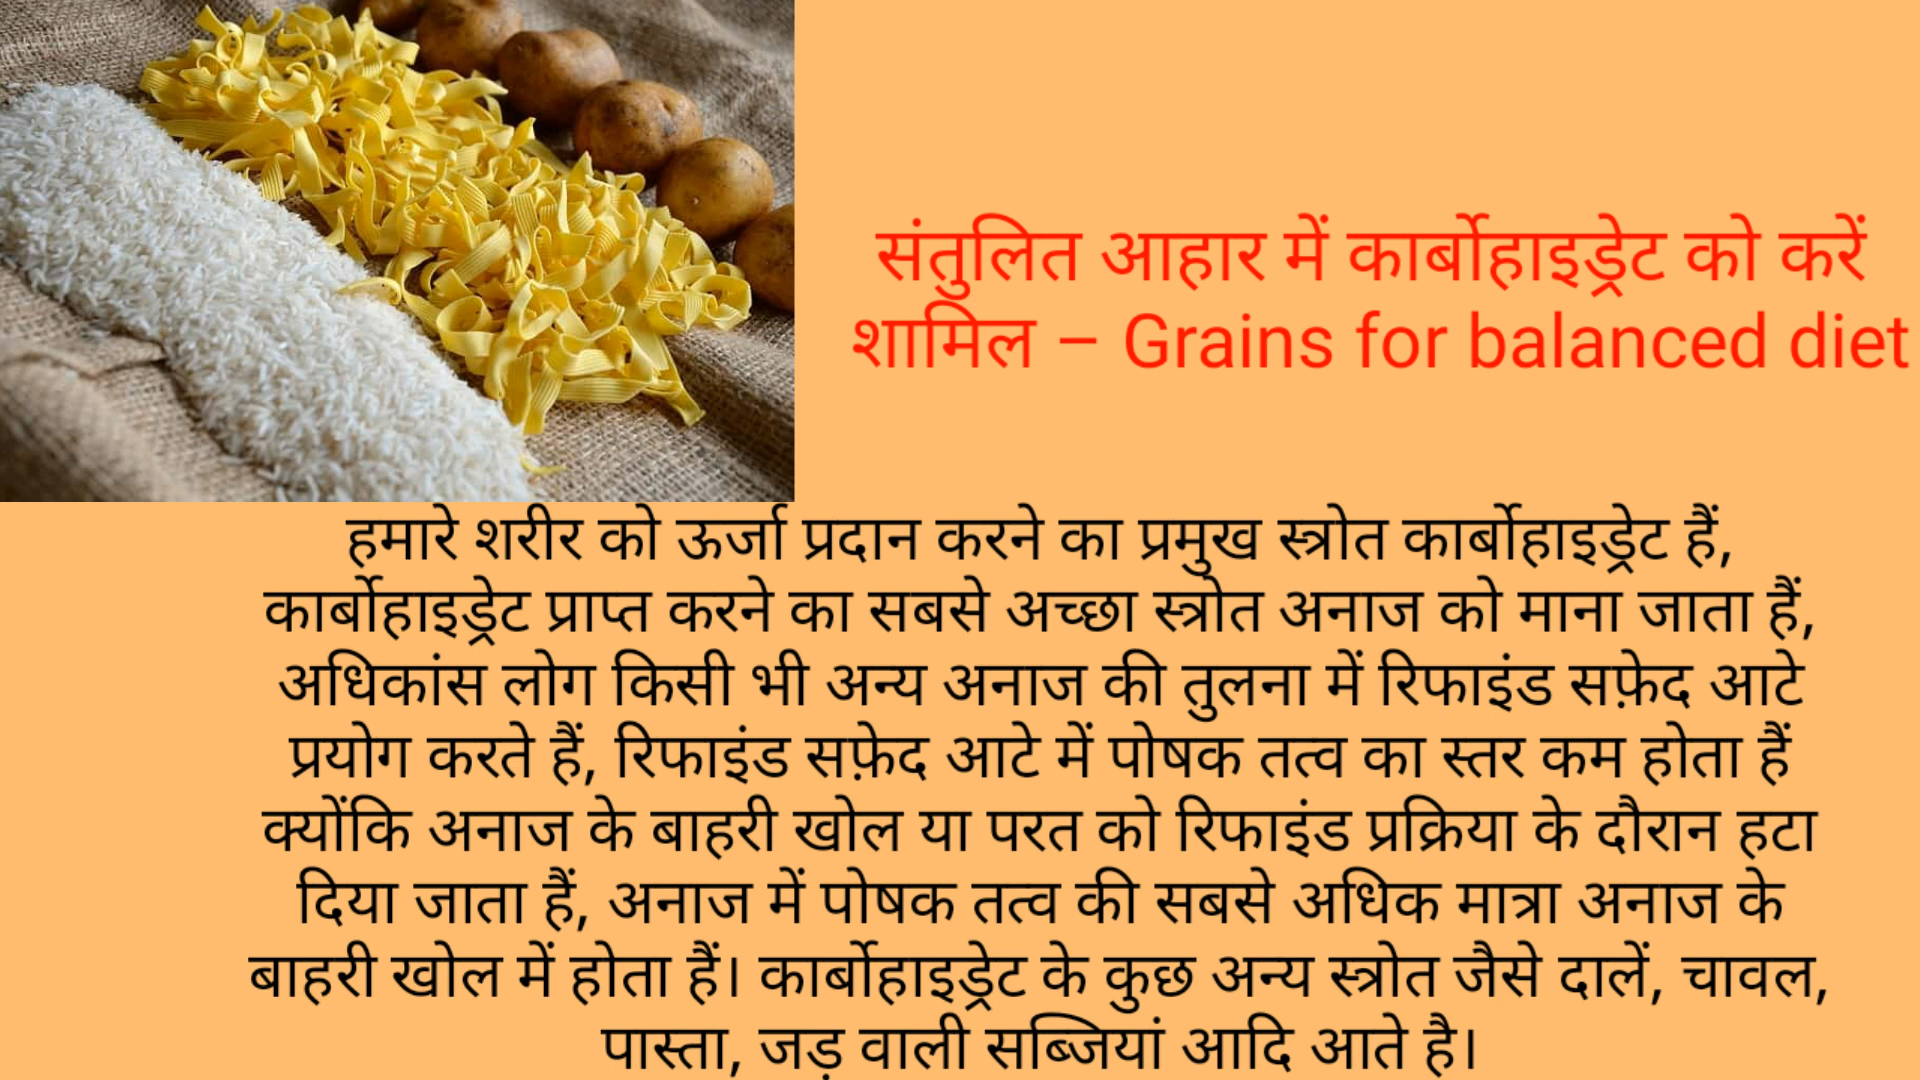 संतुलित आहार में कार्बोहाइड्रेट को करें
शामिल – Grains for balanced diet
हमारे शरीर को ऊर्जा प्रदान करने का प्रमुख स्त्रोत कार्बोहाइड्रेट हैं,
कार्बोहाइड्रेट प्राप्त करने का सबसे अच्छा स्त्रोत अनाज को माना जाता हैं,
अधिकांस लोग किसी भी अन्य अनाज की तुलना में रिफाइंड सफ़ेद आटे
प्रयोग करते हैं, रिफाइंड सफ़ेद आटे में पोषक तत्व का स्तर कम होता हैं
क्योंकि अनाज के बाहरी खोल या परत को रिफाइंड प्रक्रिया के दौरान हटा
दिया जाता हैं, अनाज में पोषक तत्व की सबसे अधिक मात्रा अनाज के
बाहरी खोल में होता हैं। कार्बोहाइड्रेट के कुछ अन्य स्त्रोत जैसे दालें, चावल,
पास्ता, जड़ वाली सब्जियां आदि आते है।